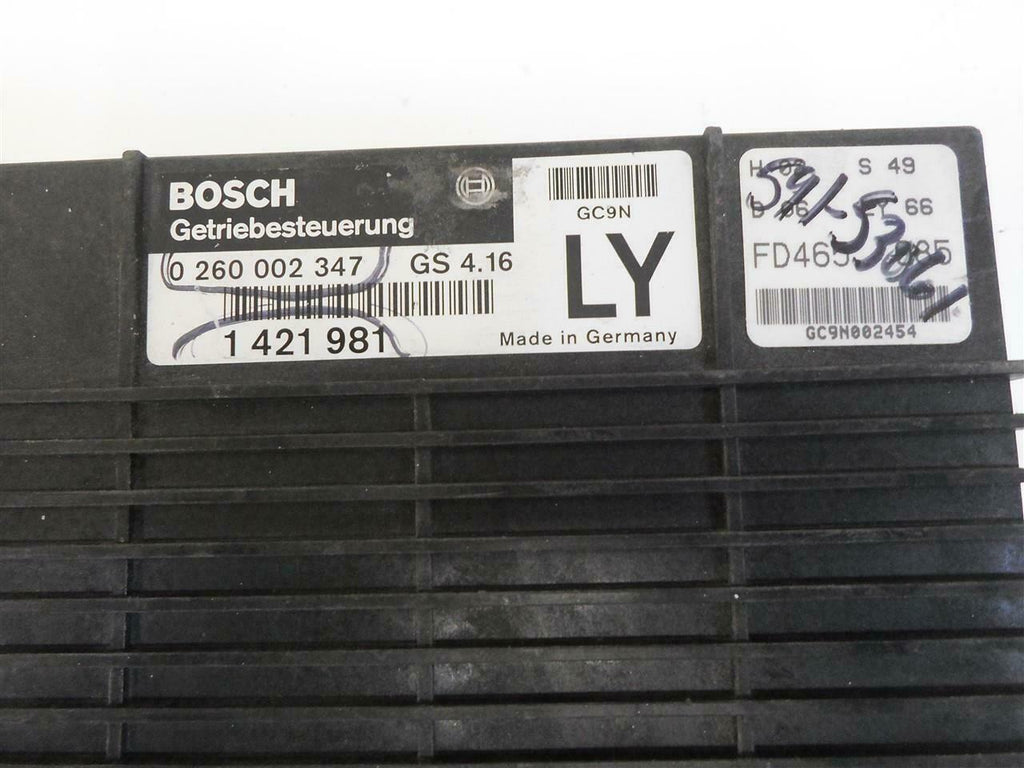 BOSCH
Getriebesteuerung
0 260 002 347 GS 4.16
1 421 981
GC9N
LY
Made in Germany
S 49
66
GC9N002454